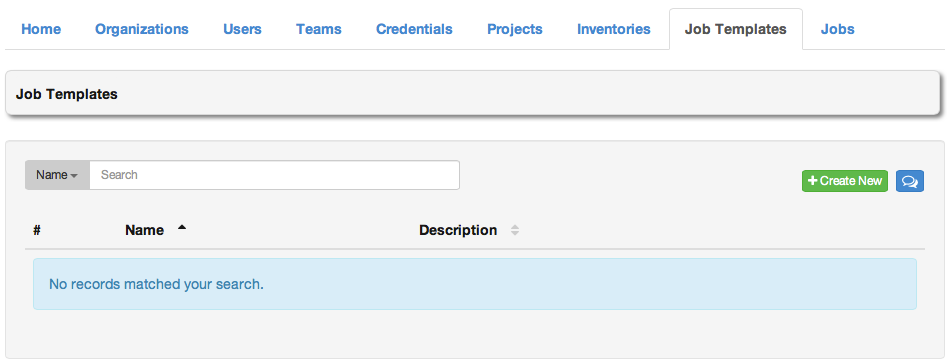 Home Organizations Users Teams Credentials Projects Inventories Job Templates Jobs
Job Templates
Name Search
+ Create New
# Name Description
No records matched your search.